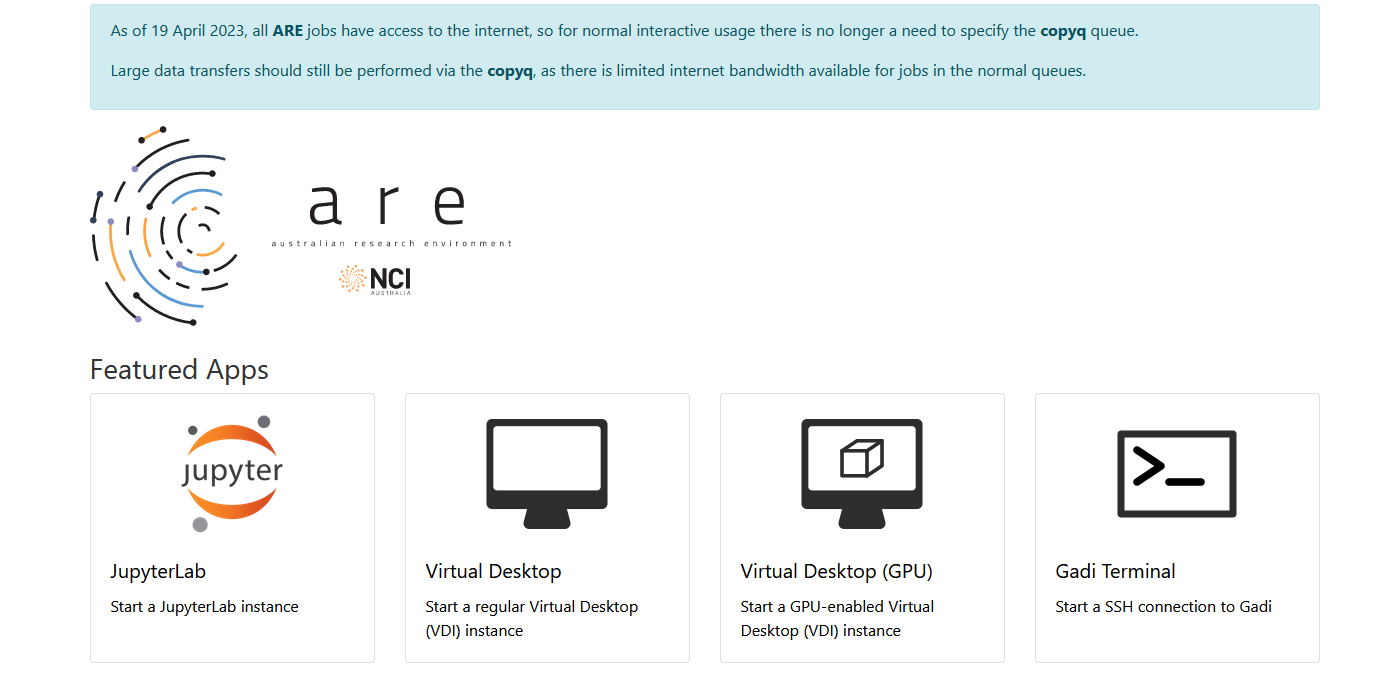 As of 19 April 2023, all ARE jobs have access to the internet, so for normal interactive usage there is no longer a need to specify the copyq queue.
Large data transfers should still be performed via the copyq, as there is limited internet bandwidth available for jobs in the normal queues.
are
australian research environment
NCI
AUSTRALIA
Featured Apps
jupyter
JupyterLab
Start a JupyterLab instance
Virtual Desktop
Start a regular Virtual Desktop
(VDI) instance
Virtual Desktop (GPU)
Start a GPU-enabled Virtual
Desktop (VDI) instance
>_
Gadi Terminal
Start a SSH connection to Gadi